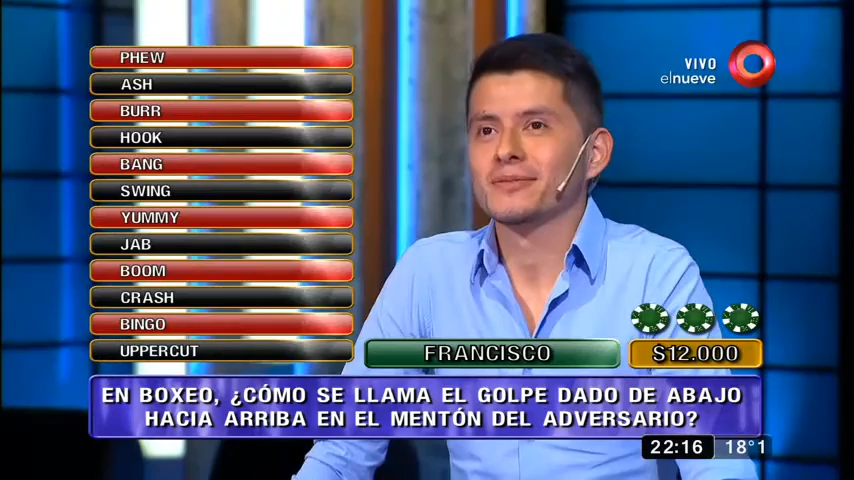 VIVO
elnueve
PHEW
ASH
BURR
HOOK
BANG
SWING
YUMMY
JAB
BOOM
CRASH
BINGO
UPPERCUT
FRANCISCO
$12.000
EN BOXEO, ¿CÓMO SE LLAMA EL GOLPE DADO DE ABAJO
HACIA ARRIBA EN EL MENTÓN DEL ADVERSARIO?
22:16 18°1